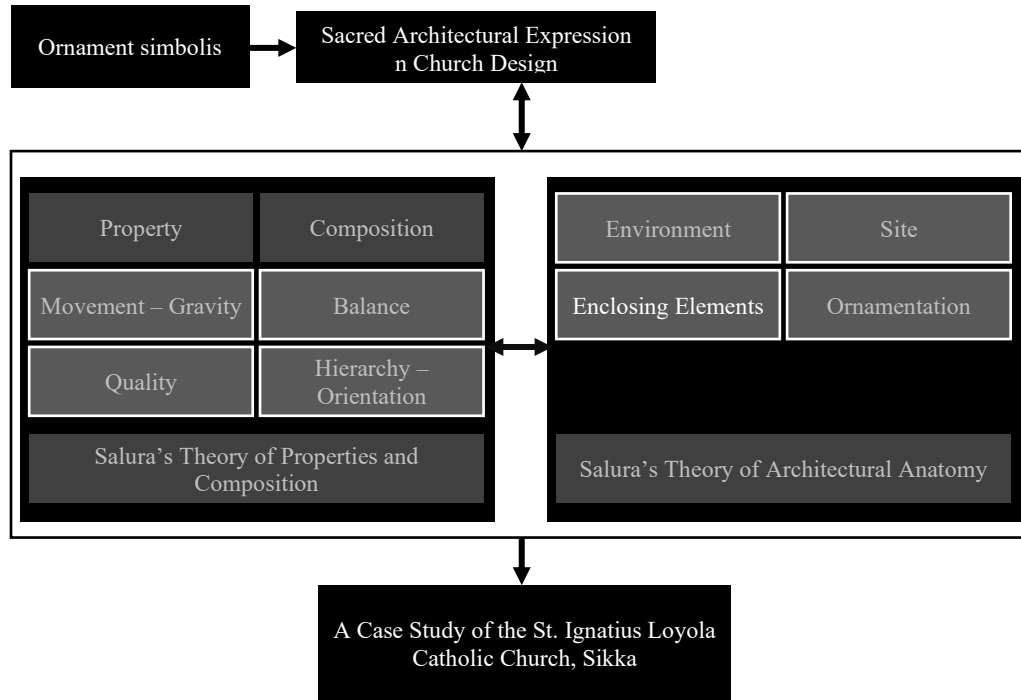 Ornament simbolis
Sacred Architectural Expression
n Church Design
Property
Composition
Movement – Gravity
Balance
Quality
Hierarchy –
Orientation
Salura’s Theory of Properties and
Composition
Environment
Site
Enclosing Elements
Ornamentation
Salura’s Theory of Architectural Anatomy
A Case Study of the St. Ignatius Loyola
Catholic Church, Sikka